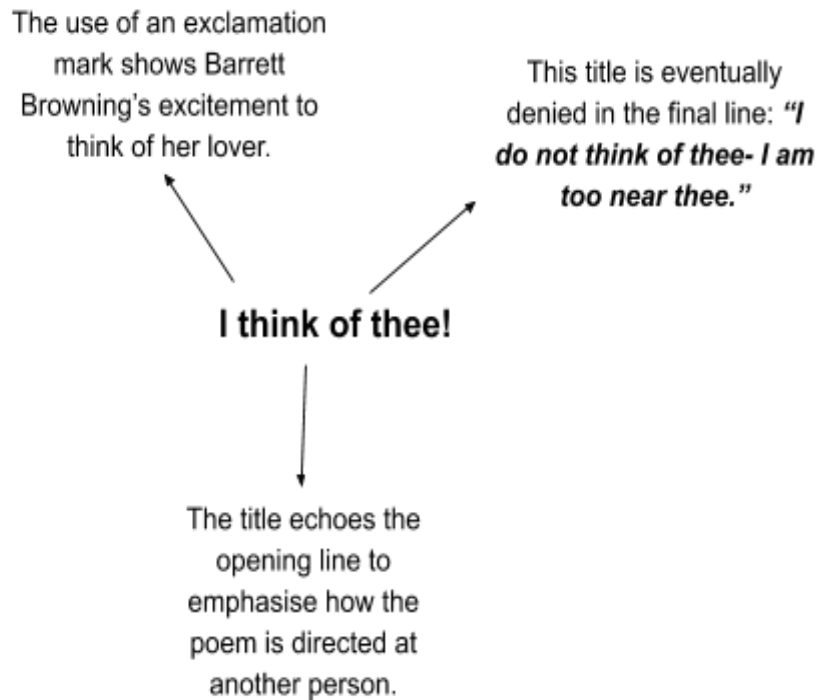 The use of an exclamation
mark shows Barrett
Browning's excitement to
think of her lover.
This title is eventually
denied in the final line: "I
do not think of thee- I am
too near thee."
I think of thee!
The title echoes the
opening line to
emphasise how the
poem is directed at
another person.